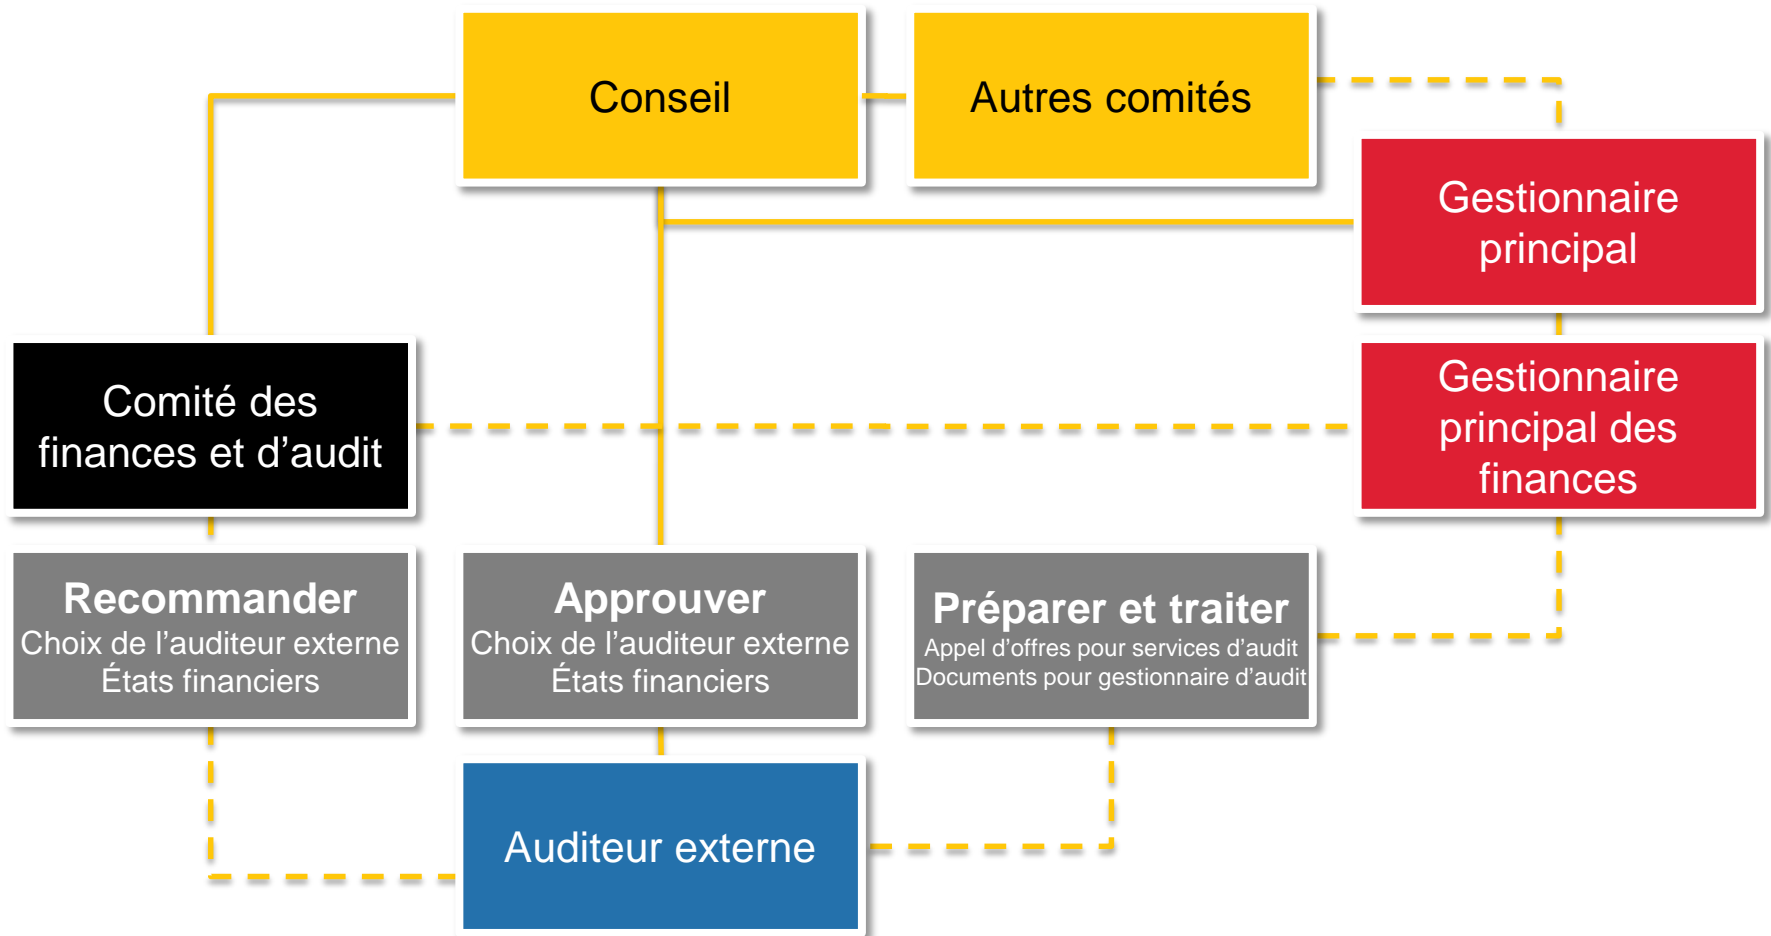 Conseil
Autres comités
Gestionnaire
principal
Comité des
finances et d’audit
Gestionnaire
principal des
finances
Recommander
Choix de l’auditeur externe
États financiers
Approuver
Choix de l’auditeur externe
États financiers
Préparer et traiter
Appel d’offres pour services d’audit
Documents pour gestionnaire d’audit
Auditeur externe